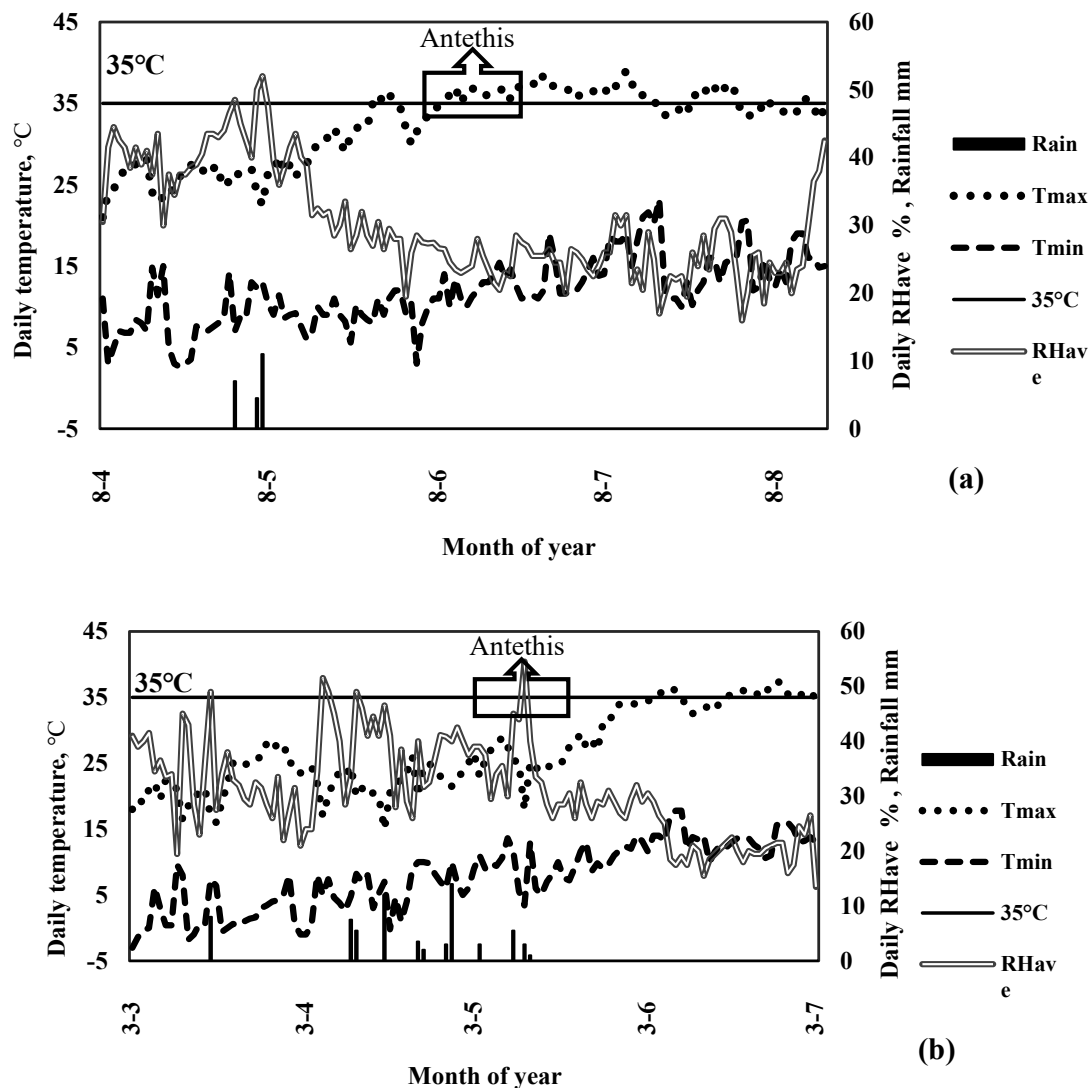 45
35
25
15
5
-5
Daily temperature, °C
35°C
Antethis
60
50
40
30
20
10
0
Daily RHave %, Rainfall mm
8-4
8-5
8-6
8-7
8-8
Month of year
Rain
Tmax
Tmin
35°C
RHav
e
(a)
45
35
25
15
5
-5
Daily temperature, °C
35°C
Antethis
60
50
40
30
20
10
0
Daily RHave %, Rainfall mm
3-3
3-4
3-5
3-6
3-7
Month of year
Rain
Tmax
Tmin
35°C
RHav
e
(b)